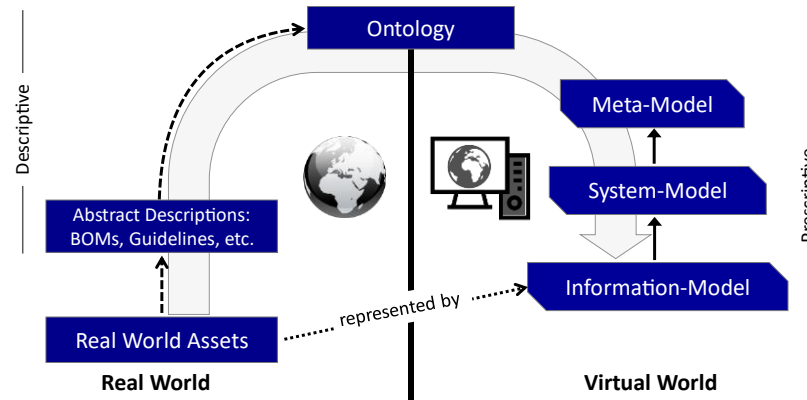 Ontology
Descriptive
Meta-Model
System-Model
Prescriptive
Abstract Descriptions:
BOMs, Guidelines, etc.
Information-Model
represented by
Real World Assets
Real World
Virtual World